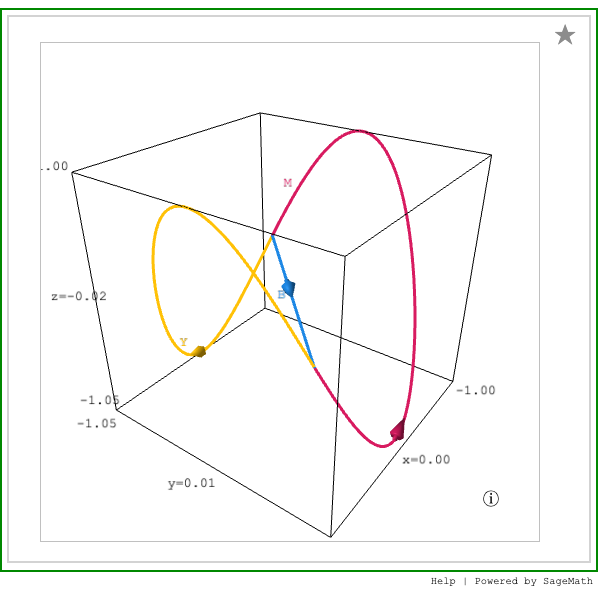 M
.00
z=-0.02
B
Y
-1.05
-1.05
-1.00
x=0.00
y=0.01
Help | Powered by SageMath